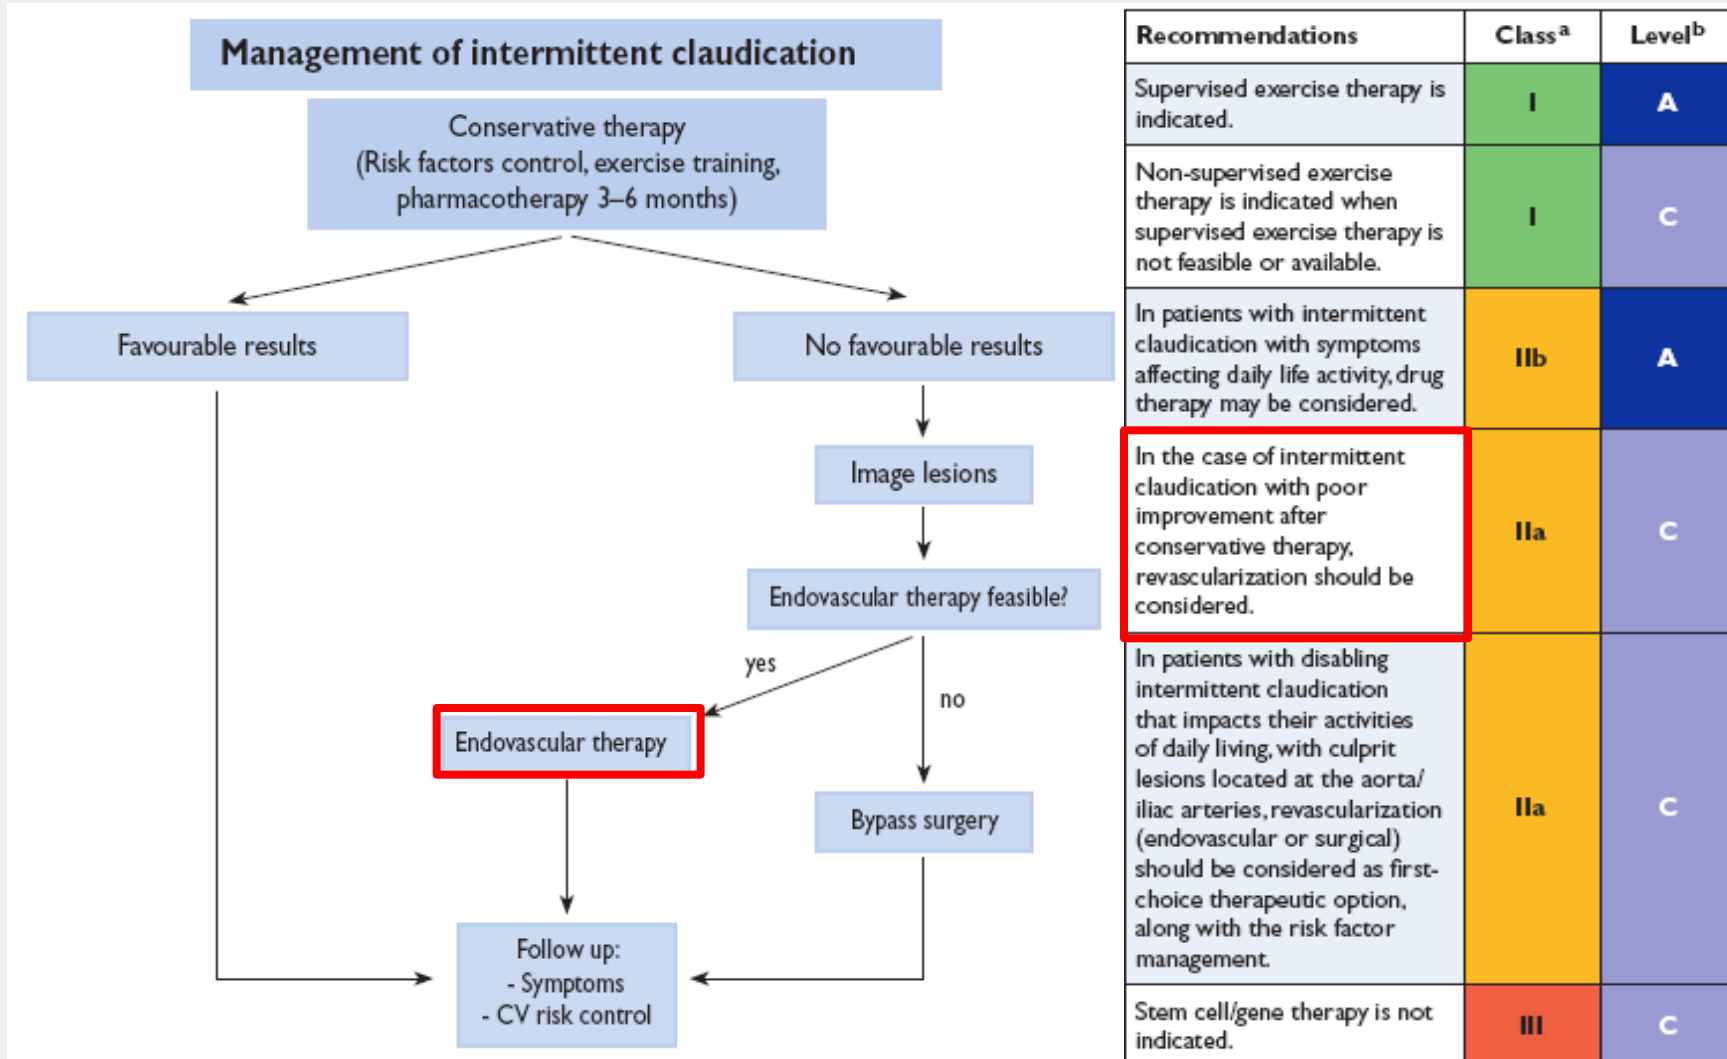 Management of intermittent claudication
Conservative therapy
(Risk factors control, exercise training,
pharmacotherapy 3–6 months)
Favourable results
No favourable results
Image lesions
Endovascular therapy feasible?
yes
no
Endovascular therapy
Bypass surgery
Follow up:
- Symptoms
- CV risk control
Recommendations Classᵃ Levelᵇ
Supervised exercise therapy is
indicated.
I A
Non-supervised exercise
therapy is indicated when
supervised exercise therapy is
not feasible or available.
I C
In patients with intermittent
claudication with symptoms
affecting daily life activity, drug
therapy may be considered.
IIb A
In the case of intermittent
claudication with poor
improvement after
conservative therapy,
revascularization should be
considered.
IIa C
In patients with disabling
intermittent claudication
that impacts their activities
of daily living, with culprit
lesions located at the aorta/
iliac arteries, revascularization
(endovascular or surgical)
should be considered as first-
choice therapeutic option,
along with the risk factor
management.
IIa C
Stem cell/gene therapy is not
indicated.
III C